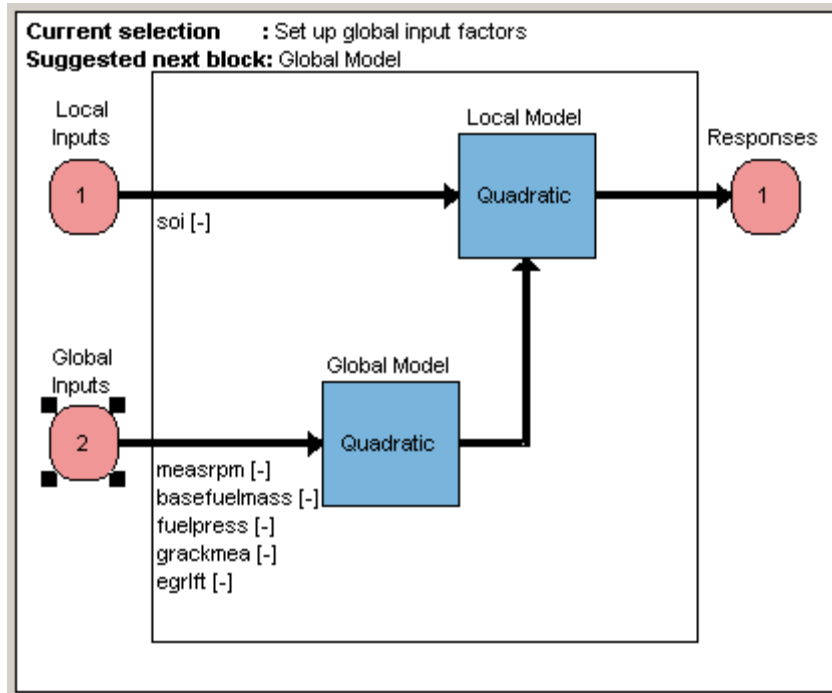 Current selection : Set up global input factors
Suggested next block: Global Model
Local
Inputs
Local Model
Responses
1
Quadratic
1
soi [-]
Global
Inputs
Global Model
2
Quadratic
measrpm [-]
basefuelmass [-]
fuelpress [-]
grackmea [-]
egrlft [-]